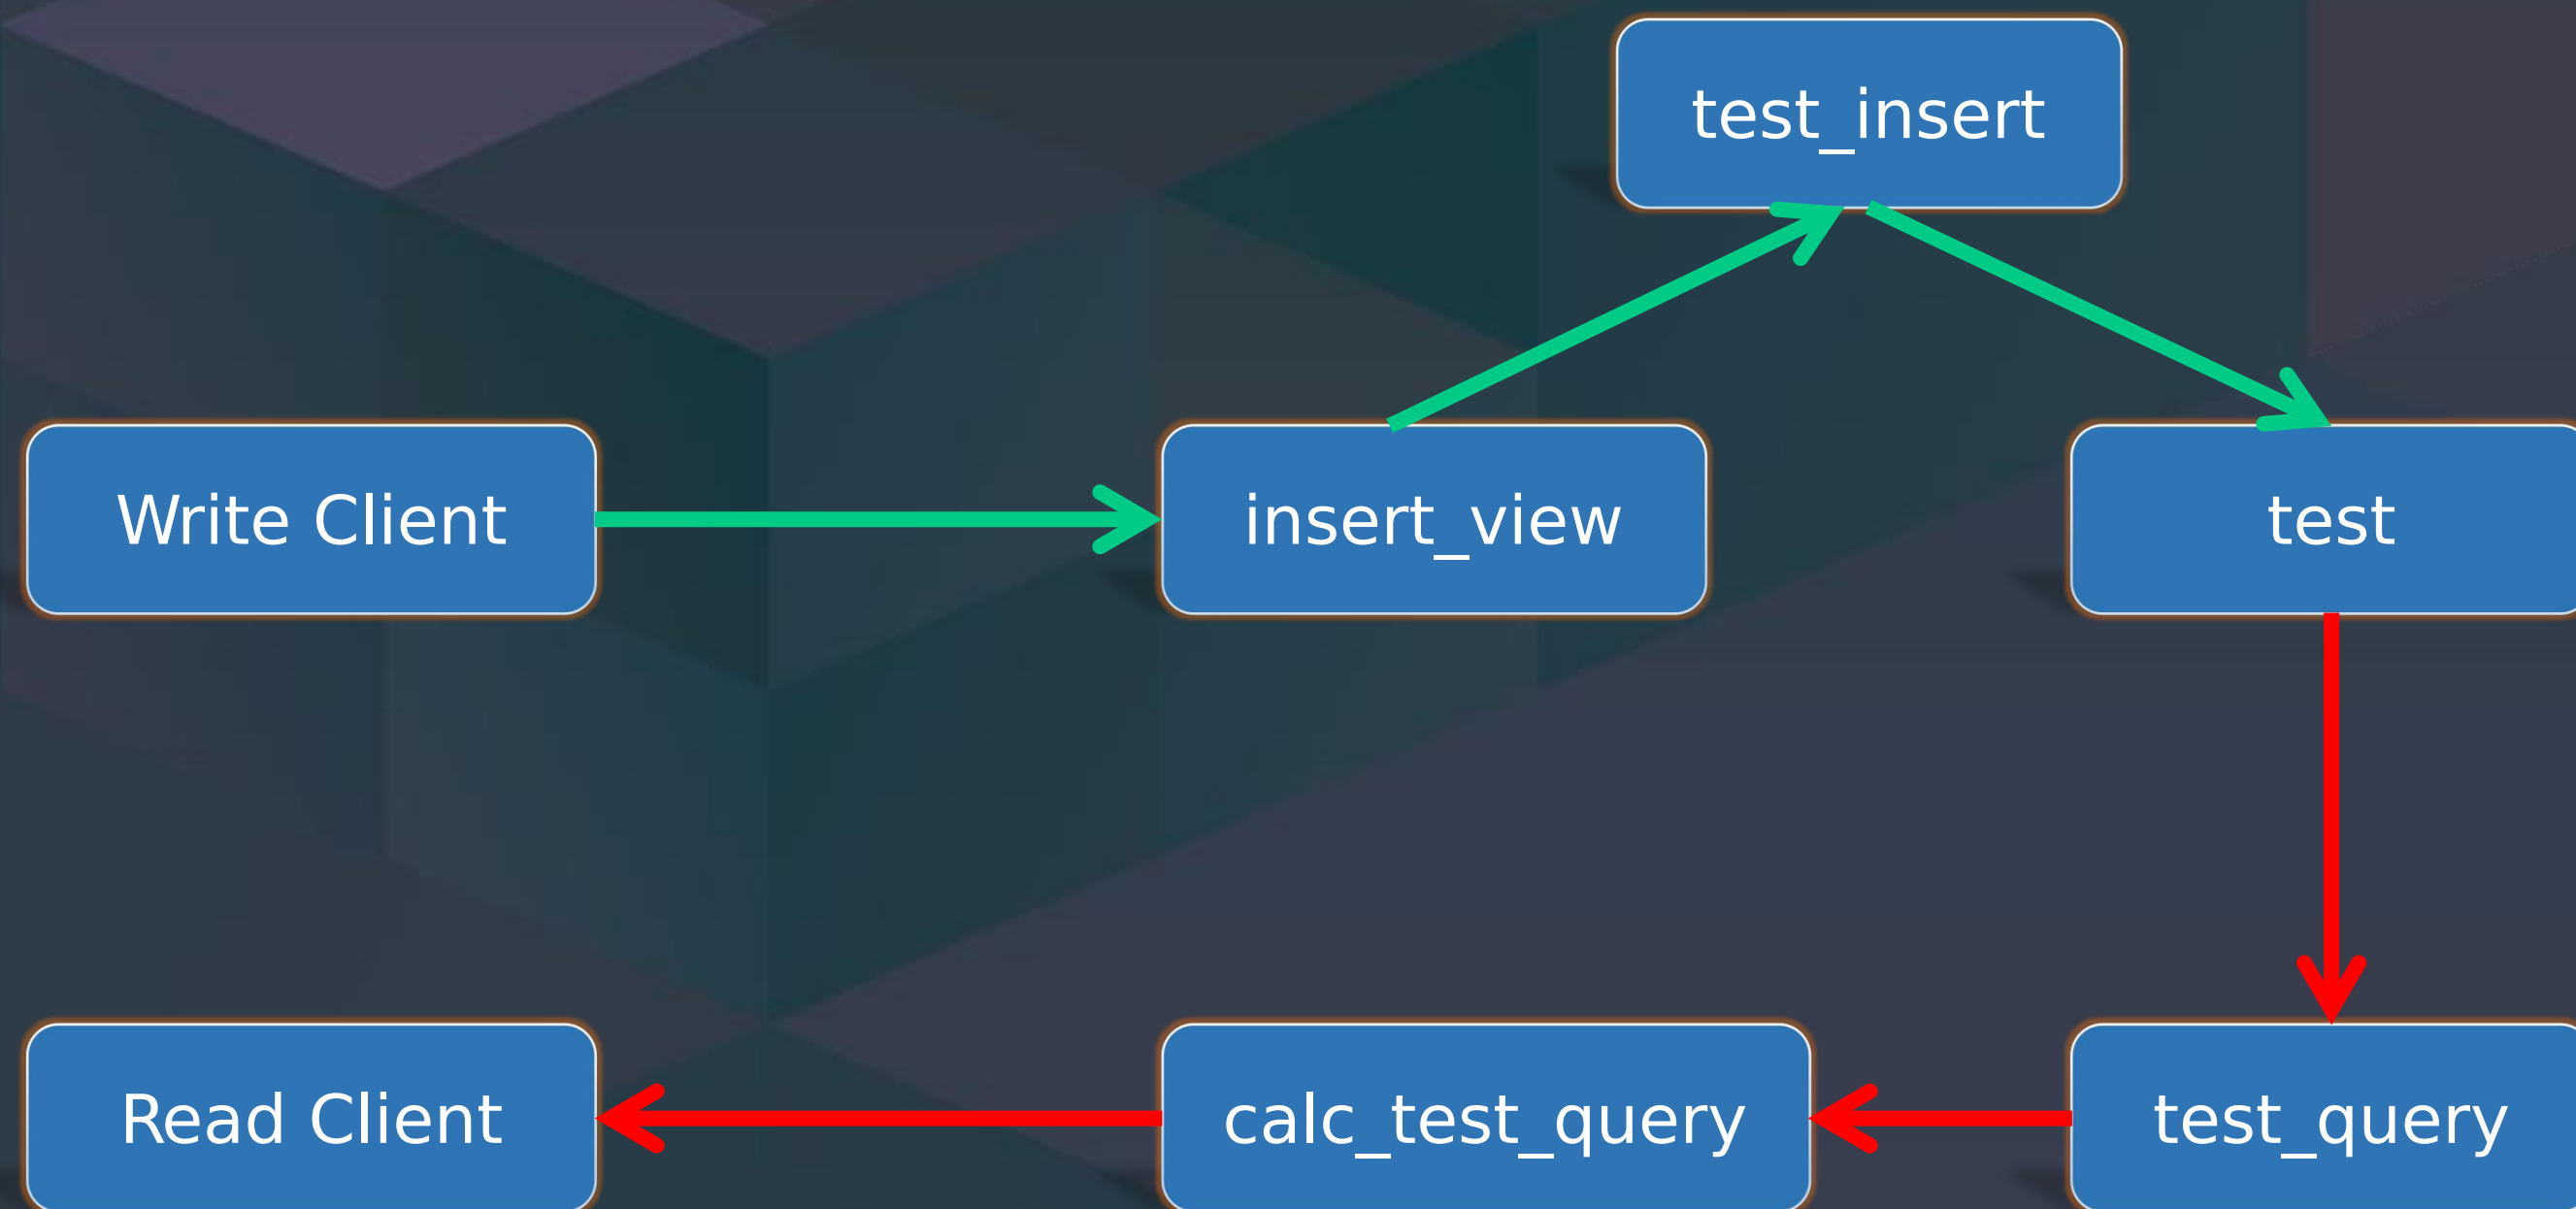 test_insert
Write Client
insert_view
test
Read Client
calc_test_query
test_query